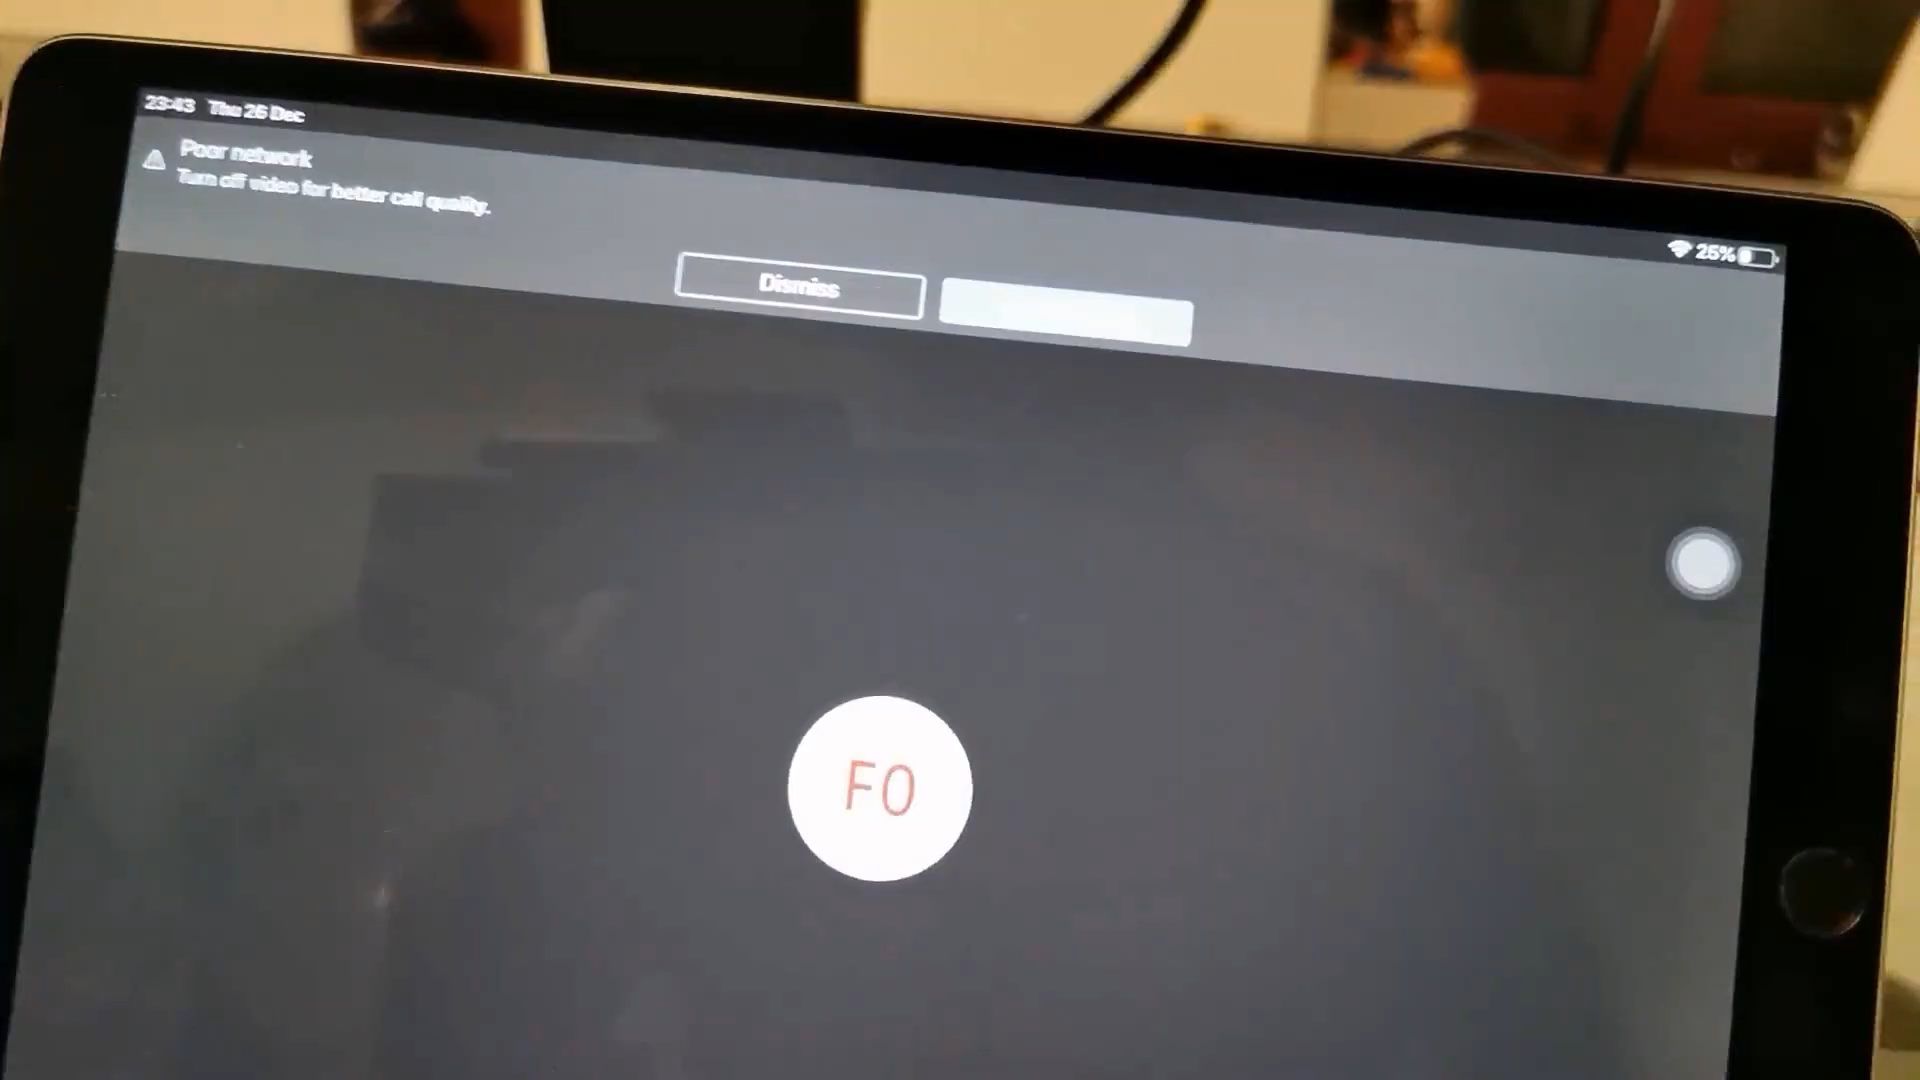 23:43 Thu 26 Dec
25%
Poor network
Turn off video for better call quality.
Dismiss
FO